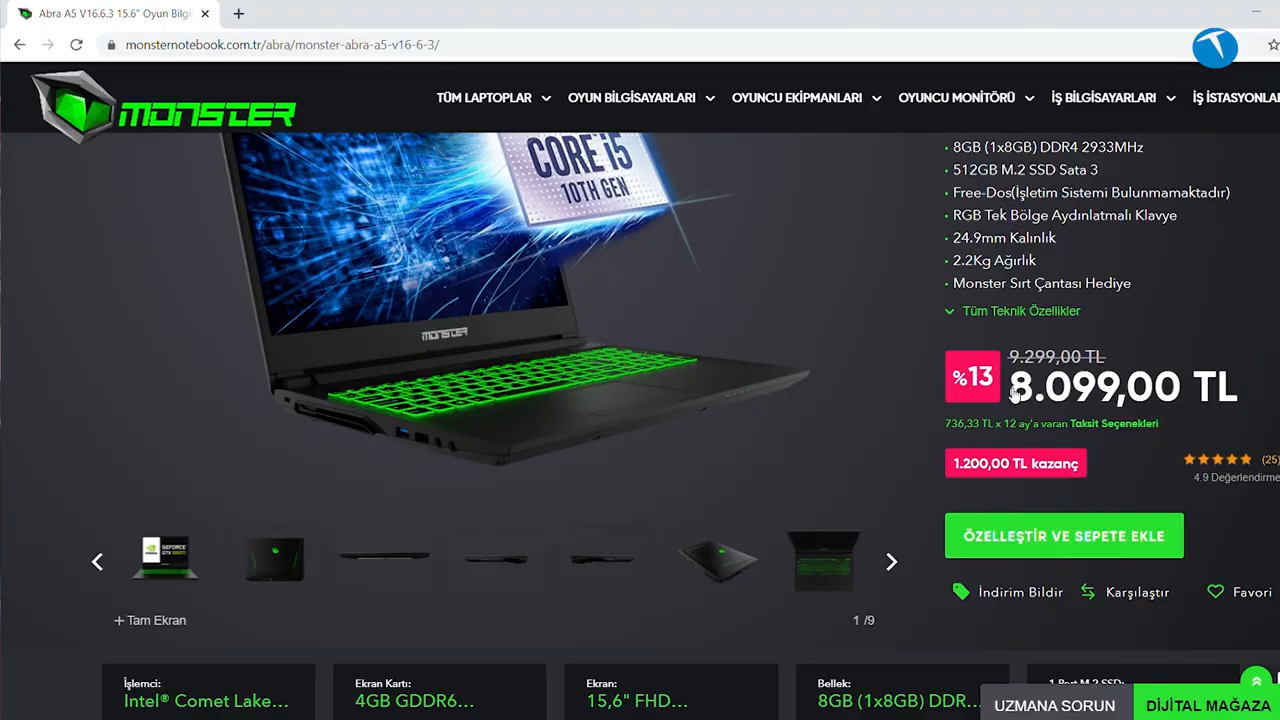 Abra A5 V16.6.3 15.6" Oyun Bilgi
monsternotebook.com.tr/abra/monster-abra-a5-v16-6-3/
MONSTER
TÜM LAPTOPLAR
OYUN BİLGİSAYARLARI
OYUNCU EKİPMANLARI
OYUNCU MONİTÖRÜ
İŞ BİLGİSAYARLARI
İŞ İSTASYONLA
CORE i5
10TH GEN
MONSTER
8GB (1x8GB) DDR4 2933MHz
512GB M.2 SSD Sata 3
Free-Dos(İşletim Sistemi Bulunmamaktadır)
RGB Tek Bölge Aydınlatmalı Klavye
24.9mm Kalınlık
2.2Kg Ağırlık
Monster Sırt Çantası Hediye
Tüm Teknik Özellikler
%13
9.299,00 TL
8.099,00 TL
736,33 TL x 12 ay'a varan Taksit Seçenekleri
1.200,00 TL kazanç
(25)
4.9 Değerlendirme
ÖZELLEŞTİR VE SEPETE EKLE
İndirim Bildir
Karşılaştır
Favori
GEFORCE
+ Tam Ekran
1 /9
İşlemci:
Intel® Comet Lake...
Ekran Kartı:
4GB GDDR6...
Ekran:
15,6" FHD...
Bellek:
8GB (1x8GB) DDR...
1.Port M.2 SSD:
UZMANA SORUN
DİJİTAL MAĞAZA